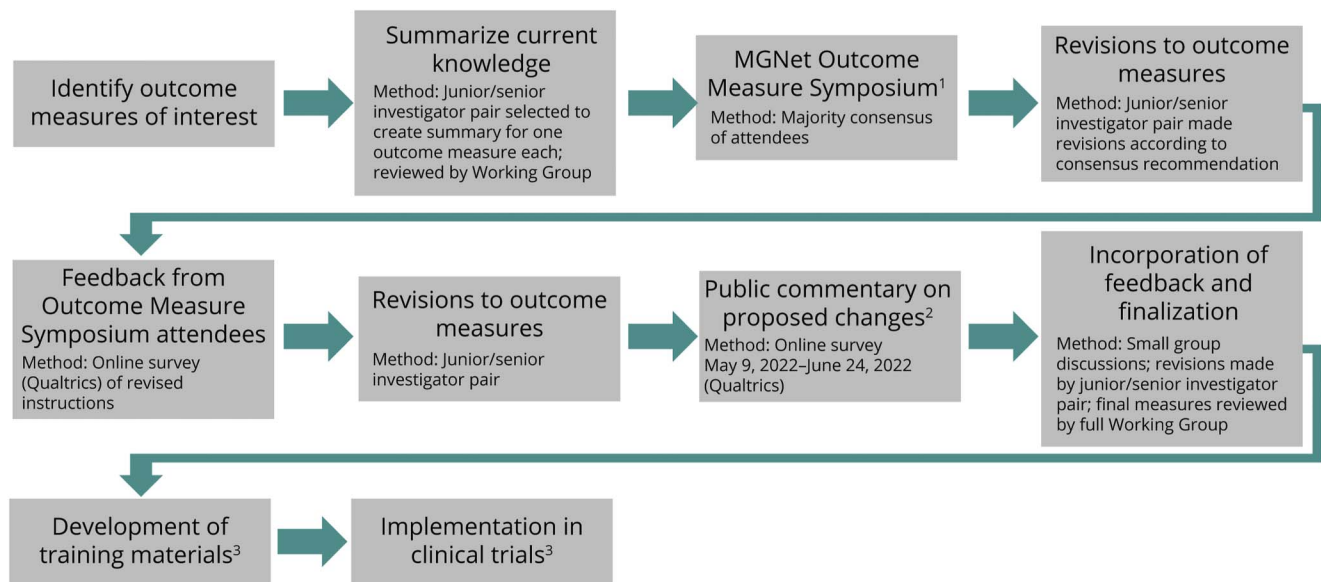 Identify outcome
measures of interest
Summarize current
knowledge
Method: Junior/senior
investigator pair selected to
create summary for one
outcome measure each;
reviewed by Working Group
MGNet Outcome
Measure Symposium¹
Method: Majority consensus
of attendees
Revisions to outcome
measures
Method: Junior/senior
investigator pair made
revisions according to
consensus recommendation
Feedback from
Outcome Measure
Symposium attendees
Method: Online survey
(Qualtrics) of revised
instructions
Revisions to outcome
measures
Method: Junior/senior
investigator pair
Public commentary on
proposed changes²
Method: Online survey
May 9, 2022–June 24, 2022
(Qualtrics)
Incorporation of
feedback and
finalization
Method: Small group
discussions; revisions made
by junior/senior investigator
pair; final measures reviewed
by full Working Group
Development of
training materials³
Implementation in
clinical trials³